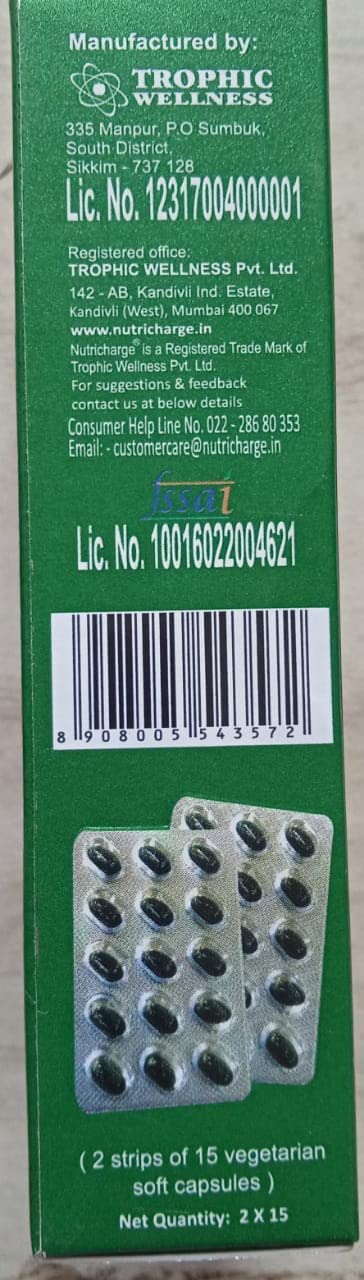 Manufactured by:
TROPHIC
WELLNESS
335 Manpur, P.O Sumbuk,
South District,
Sikkim - 737 128
Lic. No. 12317004000001
Registered office:
TROPHIC WELLNESS Pvt. Ltd.
142 - AB, Kandivli Ind. Estate,
Kandivli (West), Mumbai 400 067
www.nutricharge.in
Nutricharge® is a Registered Trade Mark of
Trophic Wellness Pvt. Ltd.
For suggestions & feedback
contact us at below details
Consumer Help Line No. 022 - 286 80 353
Email: - customercare@nutricharge.in
fssai
Lic. No. 10016022004621
8 908005 543572
( 2 strips of 15 vegetarian
soft capsules )
Net Quantity: 2 X 15